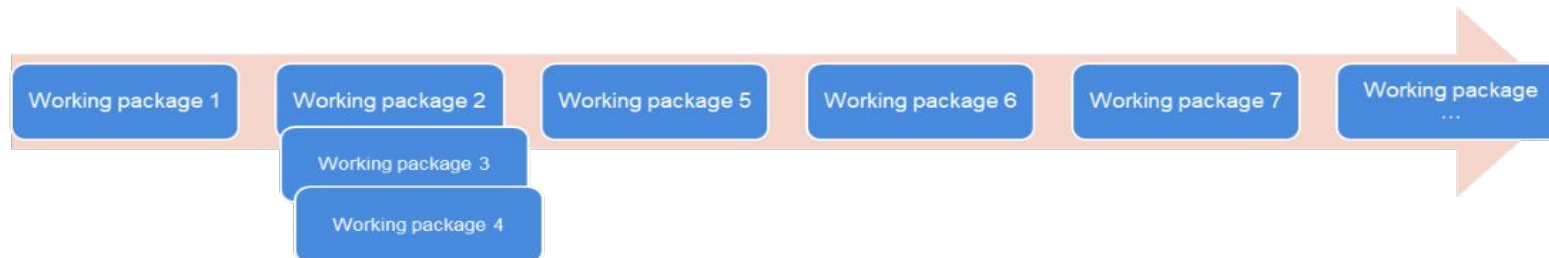 Working package 1
Working package 2
Working package 3
Working package 4
Working package 5
Working package 6
Working package 7
Working package
...